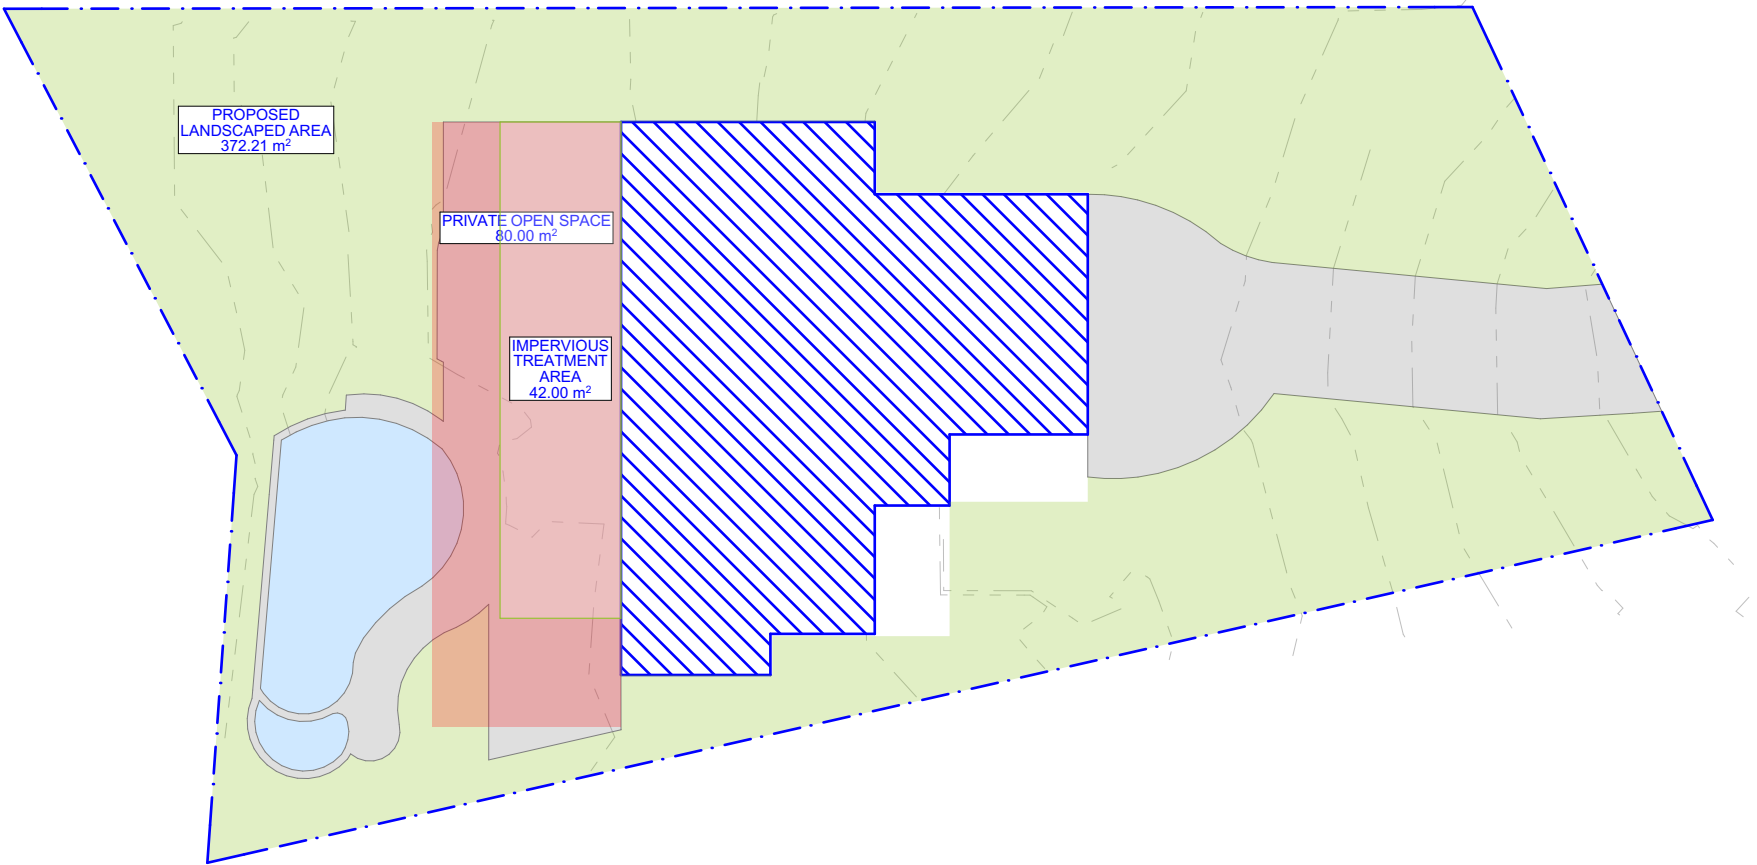 PROPOSED
LANDSCAPED AREA
372.21 m²
PRIVATE OPEN SPACE
80.00 m²
IMPERVIOUS
TREATMENT
AREA
42.00 m²